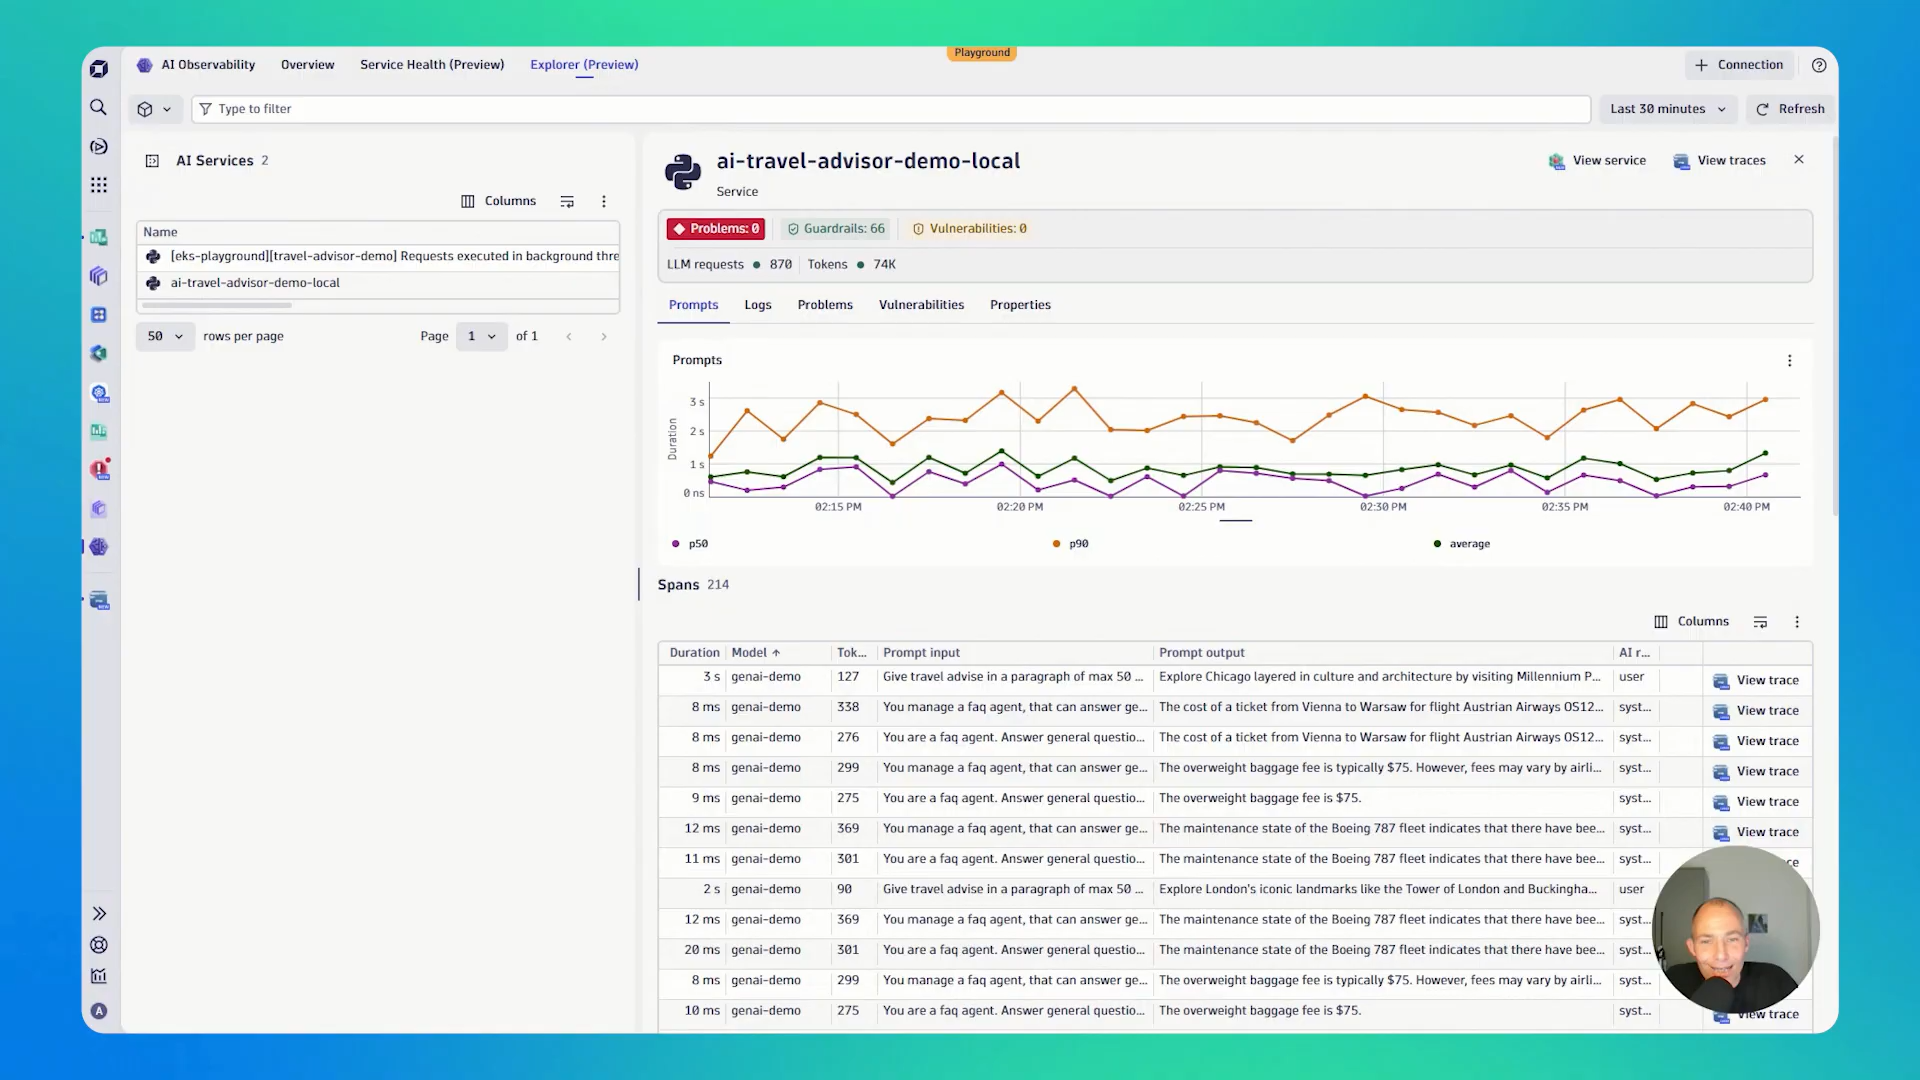 Playground
AI Observability Overview Service Health (Preview) Explorer (Preview) Connection
Type to filter Last 30 minutes Refresh
AI Services 2
Columns
Name
[eks-playground][travel-advisor-demo] Requests executed in background thre
ai-travel-advisor-demo-local
50 rows per page Page 1 of 1
ai-travel-advisor-demo-local View service View traces
Service
Problems: 0 Guardrails: 66 Vulnerabilities: 0
LLM requests 870 Tokens 74K
Prompts Logs Problems Vulnerabilities Properties
Prompts
Duration
3 s
2 s
1 s
0 ns
02:15 PM 02:20 PM 02:25 PM 02:30 PM 02:35 PM 02:40 PM
p50 p90 average
Spans 214
Columns
Duration Model Tok... Prompt input Prompt output AI r...
3 s genai-demo 127 Give travel advise in a paragraph of max 50 ... Explore Chicago layered in culture and architecture by visiting Millennium P... user View trace
8 ms genai-demo 338 You manage a faq agent, that can answer ge... The cost of a ticket from Vienna to Warsaw for flight Austrian Airways OS12... syst... View trace
8 ms genai-demo 276 You are a faq agent. Answer general questio... The cost of a ticket from Vienna to Warsaw for flight Austrian Airways OS12... syst... View trace
8 ms genai-demo 299 You manage a faq agent, that can answer ge... The overweight baggage fee is typically $75. However, fees may vary by airli... syst... View trace
9 ms genai-demo 275 You are a faq agent. Answer general questio... The overweight baggage fee is $75. syst... View trace
12 ms genai-demo 369 You manage a faq agent, that can answer ge... The maintenance state of the Boeing 787 fleet indicates that there have bee... syst... View trace
11 ms genai-demo 301 You are a faq agent. Answer general questio... The maintenance state of the Boeing 787 fleet indicates that there have bee... syst... ce
2 s genai-demo 90 Give travel advise in a paragraph of max 50 ... Explore London's iconic landmarks like the Tower of London and Buckingha... user
12 ms genai-demo 369 You manage a faq agent, that can answer ge... The maintenance state of the Boeing 787 fleet indicates that there have bee... syst...
20 ms genai-demo 301 You are a faq agent. Answer general questio... The maintenance state of the Boeing 787 fleet indicates that there have bee... syst...
8 ms genai-demo 299 You manage a faq agent, that can answer ge... The overweight baggage fee is typically $75. However, fees may vary by airli... syst...
10 ms genai-demo 275 You are a faq agent. Answer general questio... The overweight baggage fee is $75. syst... View trace
A